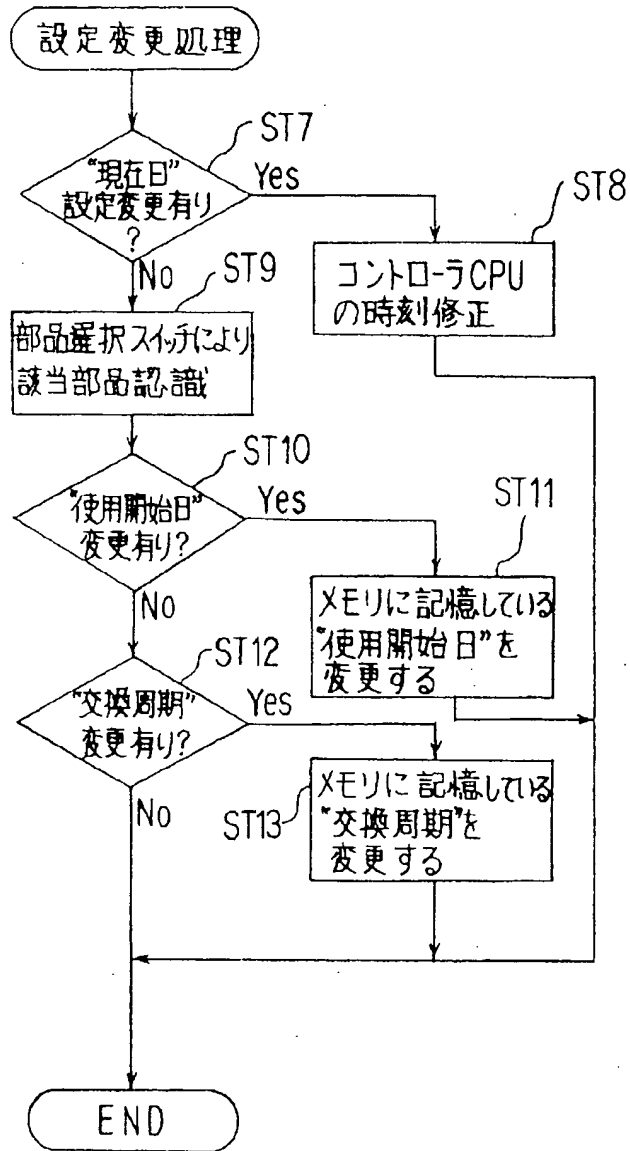 設定変更処理
ST7
"現在日"
設定変更有り
?
Yes
No
ST8
コントローラCPU
の時刻修正
ST9
部品選択スイッチにより
該当部品認識
ST10
"使用開始日"
変更有り?
Yes
No
ST11
メモリに記憶している
"使用開始日"を
変更する
ST12
"交換周期"
変更有り?
Yes
No
ST13
メモリに記憶している
"交換周期"を
変更する
END